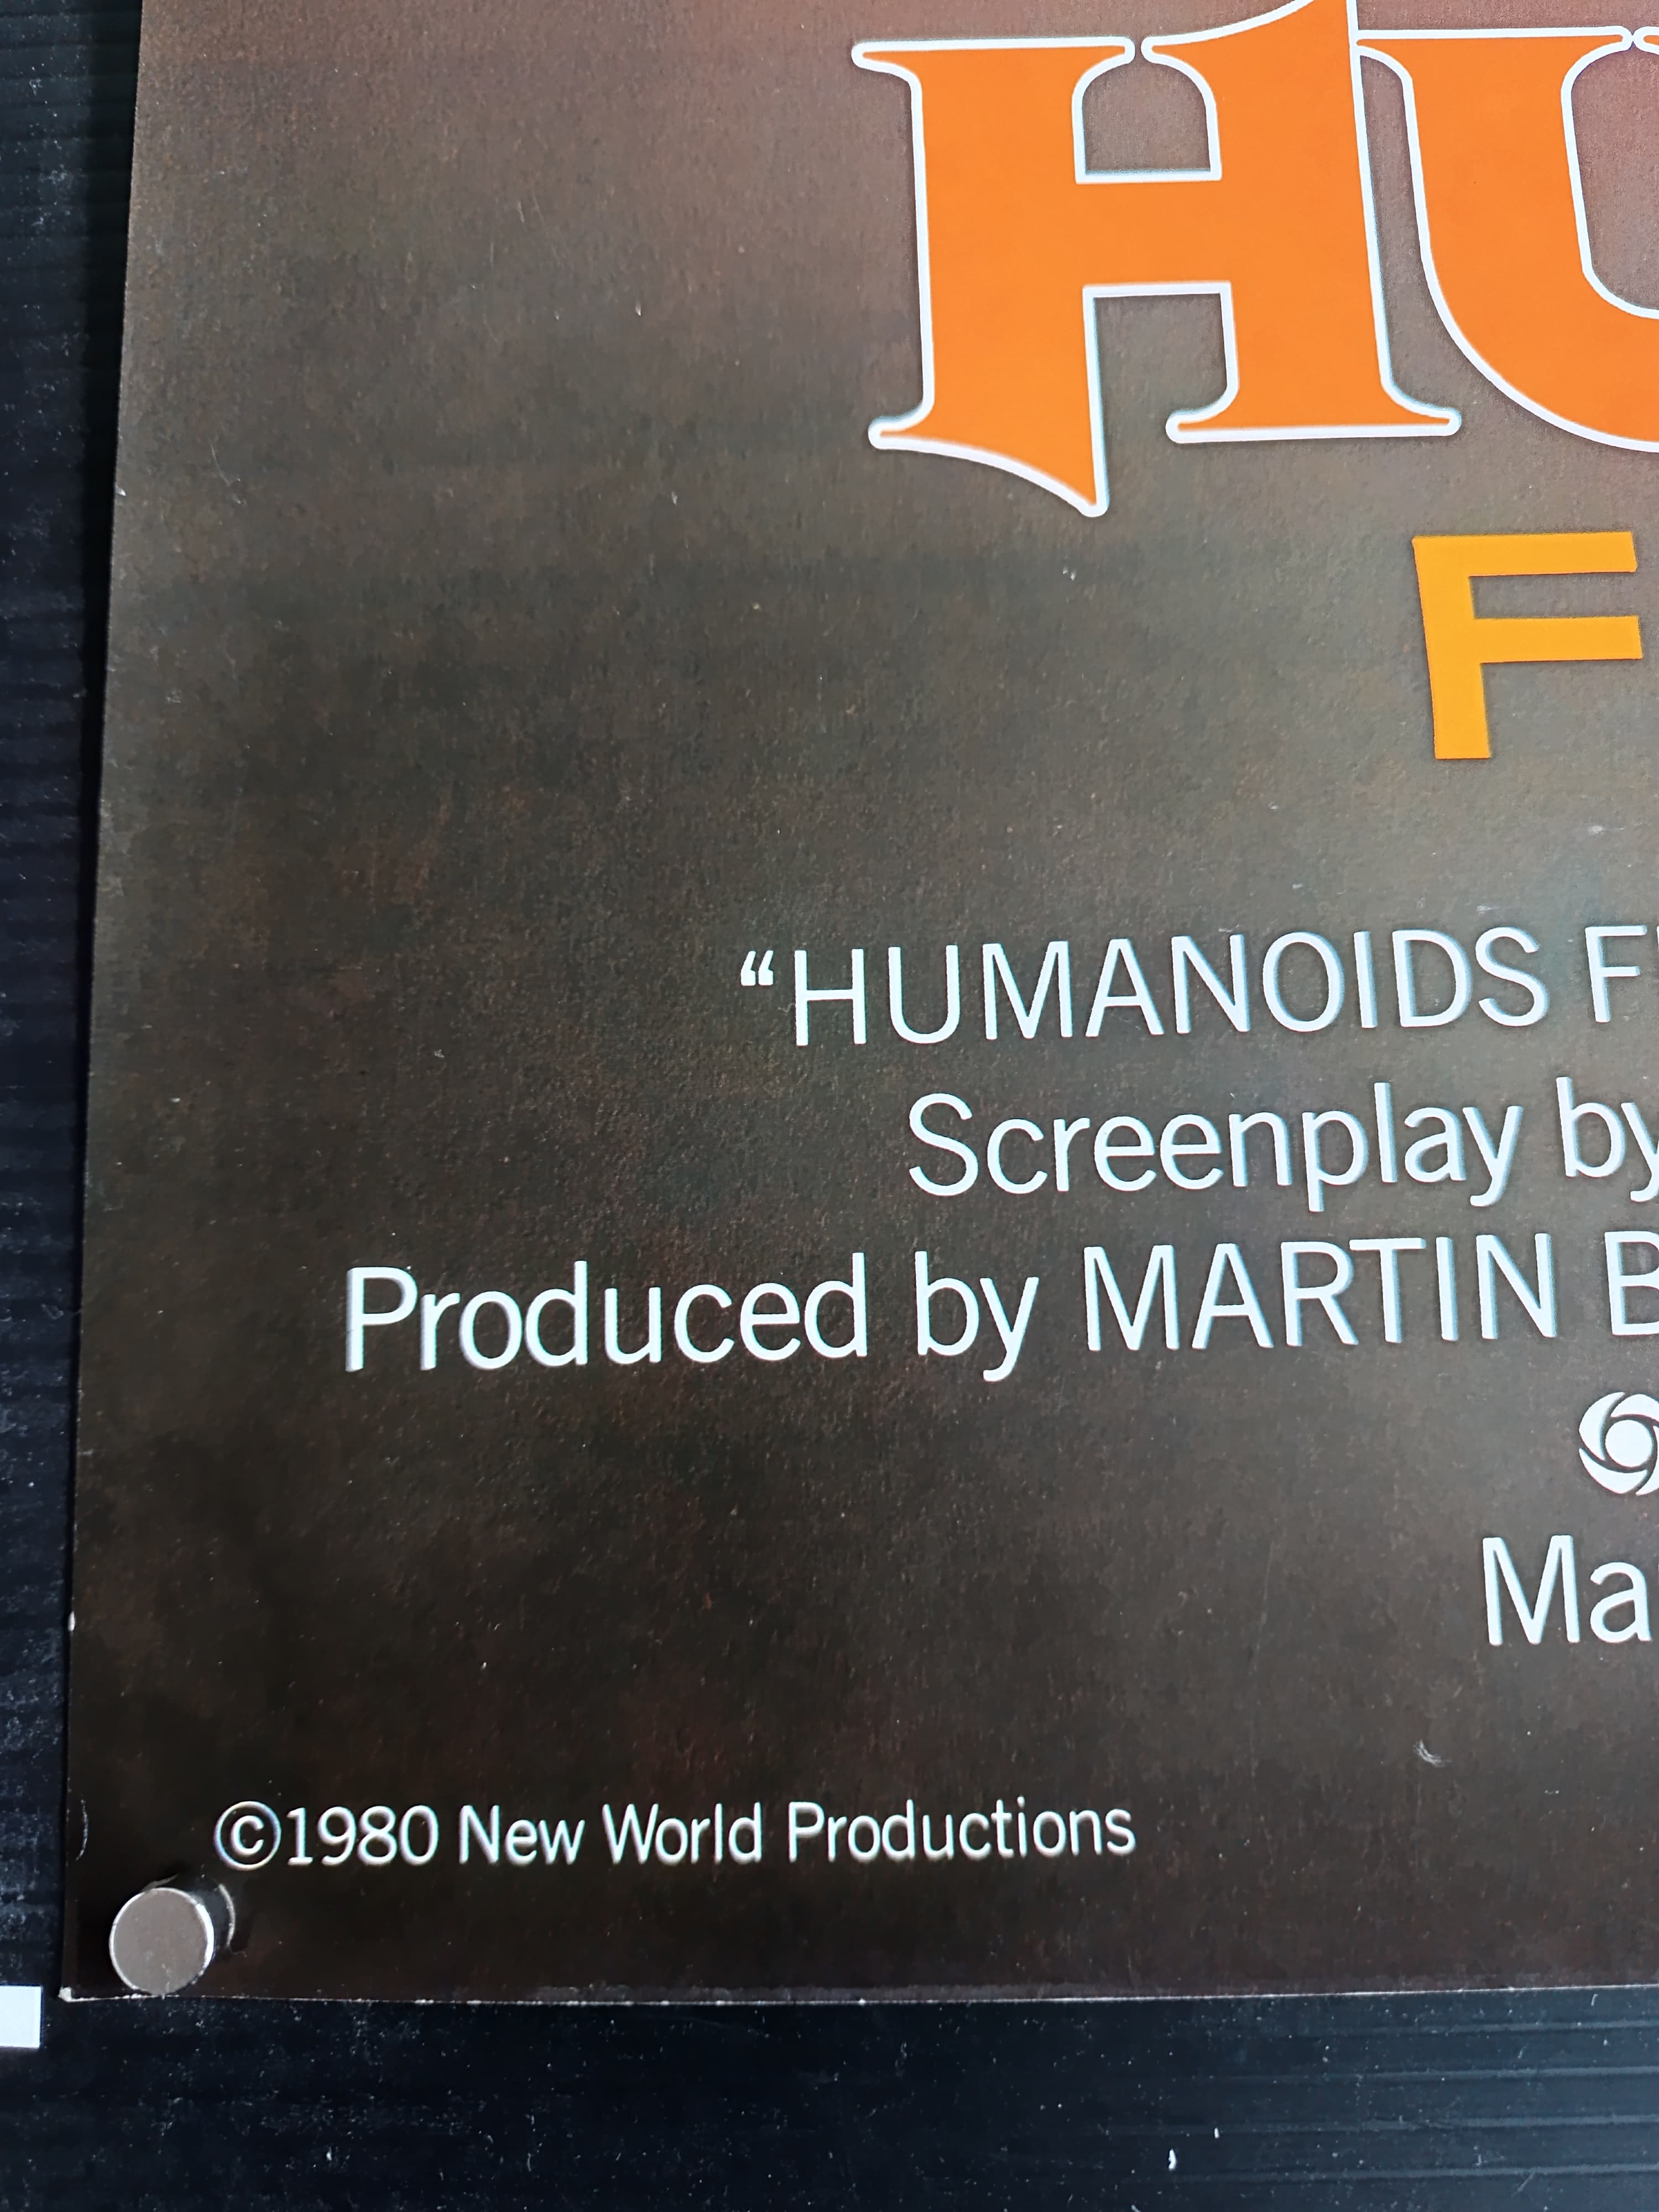 HU
F
“HUMANOIDS F
Screenplay by
Produced by MARTIN B
Ma
©1980 New World Productions